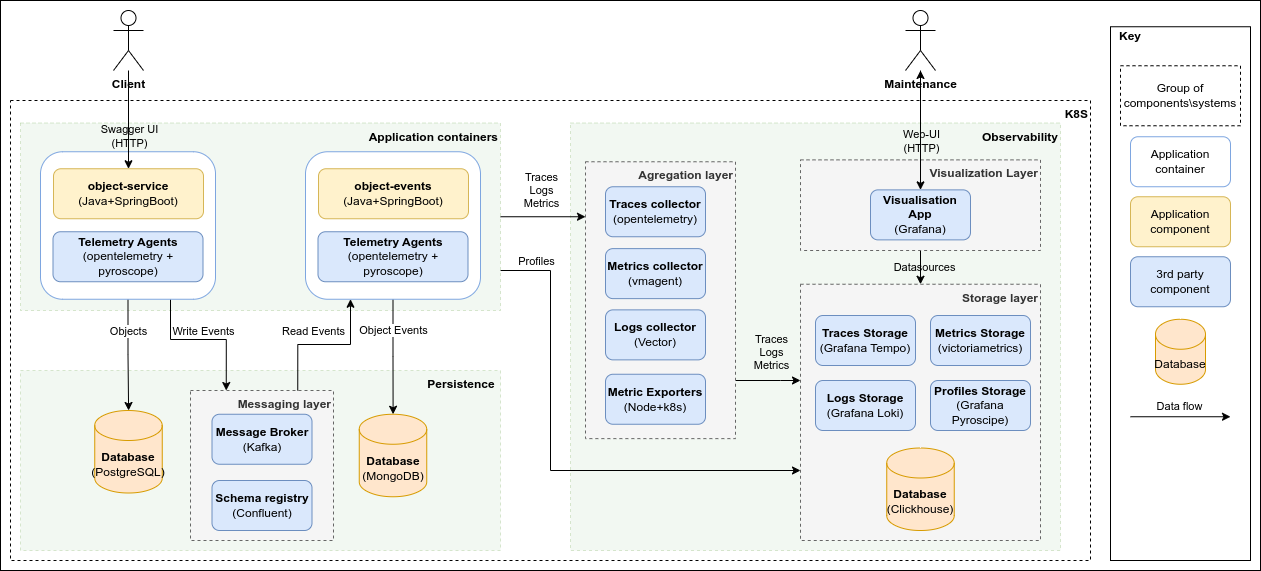 Client
Maintenance
K8S
Swagger UI
(HTTP)
Application containers
object-service
(Java+SpringBoot)
Telemetry Agents
(opentelemetry +
pyroscope)
object-events
(Java+SpringBoot)
Telemetry Agents
(opentelemetry +
pyroscope)
Objects
Write Events
Read Events
Object Events
Persistence
Database
(PostgreSQL)
Messaging layer
Message Broker
(Kafka)
Schema registry
(Confluent)
Database
(MongoDB)
Traces
Logs
Metrics
Profiles
Observability
Agregation layer
Traces collector
(opentelemetry)
Metrics collector
(vmagent)
Logs collector
(Vector)
Metric Exporters
(Node+k8s)
Traces
Logs
Metrics
Web-UI
(HTTP)
Visualization Layer
Visualisation
App
(Grafana)
Datasources
Storage layer
Traces Storage
(Grafana Tempo)
Metrics Storage
(victoriametrics)
Logs Storage
(Grafana Loki)
Profiles Storage
(Grafana
Pyroscipe)
Database
(Clickhouse)
Key
Group of
components\systems
Application
container
Application
component
3rd party
component
Database
Data flow